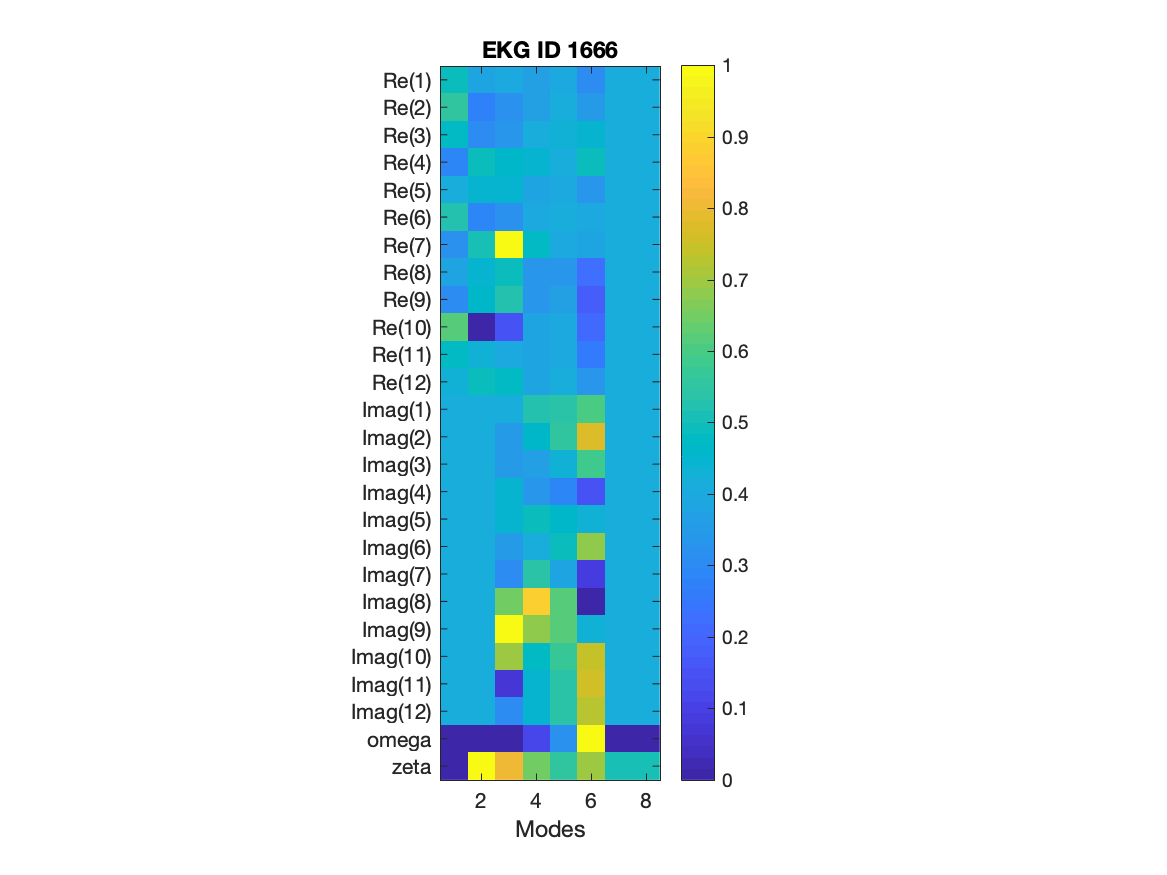 EKG ID 1666
Re(1)
Re(2)
Re(3)
Re(4)
Re(5)
Re(6)
Re(7)
Re(8)
Re(9)
Re(10)
Re(11)
Re(12)
Imag(1)
Imag(2)
Imag(3)
Imag(4)
Imag(5)
Imag(6)
Imag(7)
Imag(8)
Imag(9)
Imag(10)
Imag(11)
Imag(12)
omega
zeta
2 4 6 8
Modes
1
0.9
0.8
0.7
0.6
0.5
0.4
0.3
0.2
0.1
0